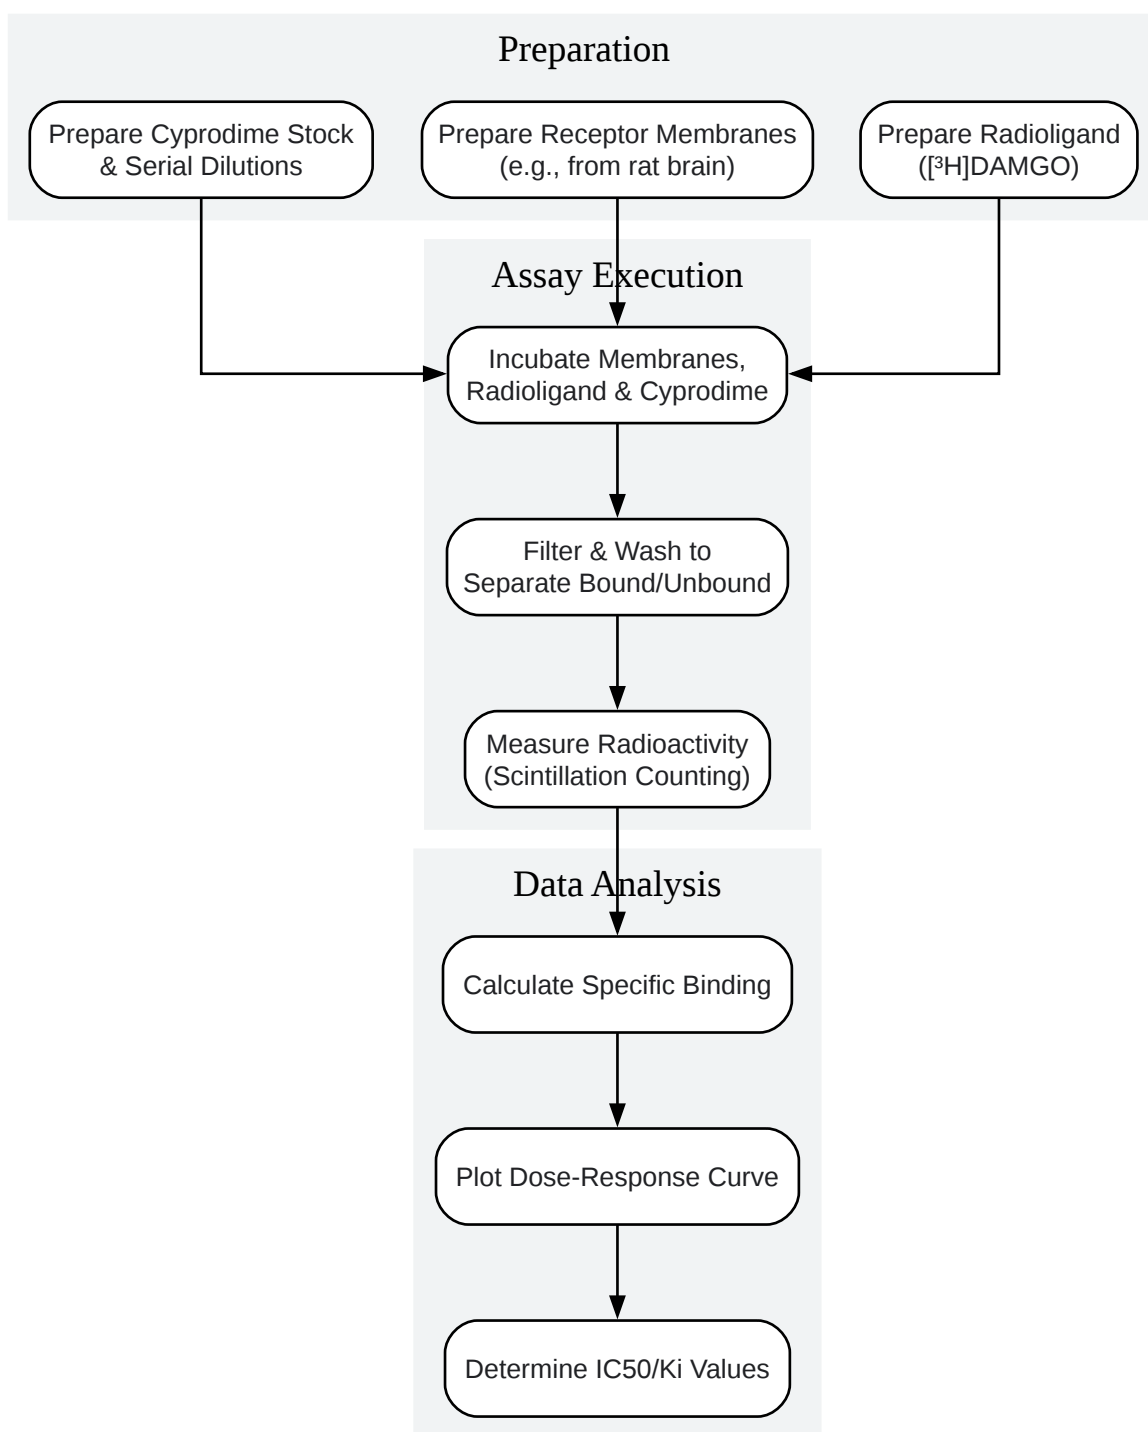 Preparation
Prepare Cyprodime Stock
& Serial Dilutions
Prepare Receptor Membranes
(e.g., from rat brain)
Prepare Radioligand
([³H]DAMGO)
Assay Execution
Incubate Membranes,
Radioligand & Cyprodime
Filter & Wash to
Separate Bound/Unbound
Measure Radioactivity
(Scintillation Counting)
Data Analysis
Calculate Specific Binding
Plot Dose-Response Curve
Determine IC50/Ki Values